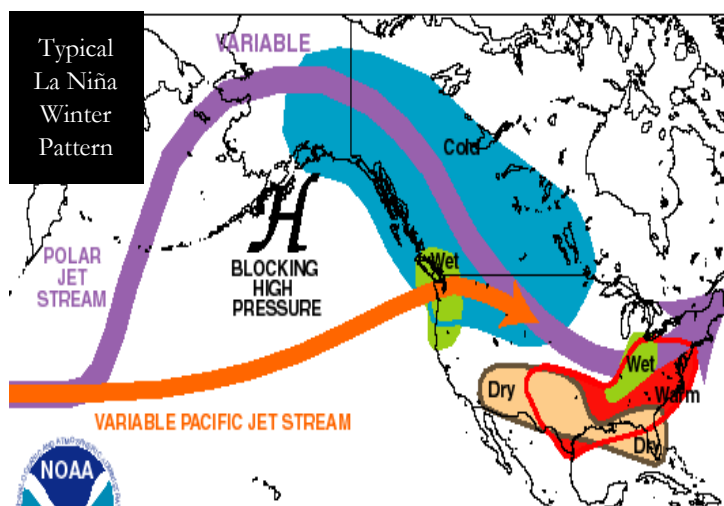 Typical
La Niña
Winter
Pattern
VARIABLE
Cold
H
BLOCKING
HIGH
PRESSURE
POLAR
JET
STREAM
Wet
VARIABLE PACIFIC JET STREAM
Dry
Wet
Warm
Dry
NOAA